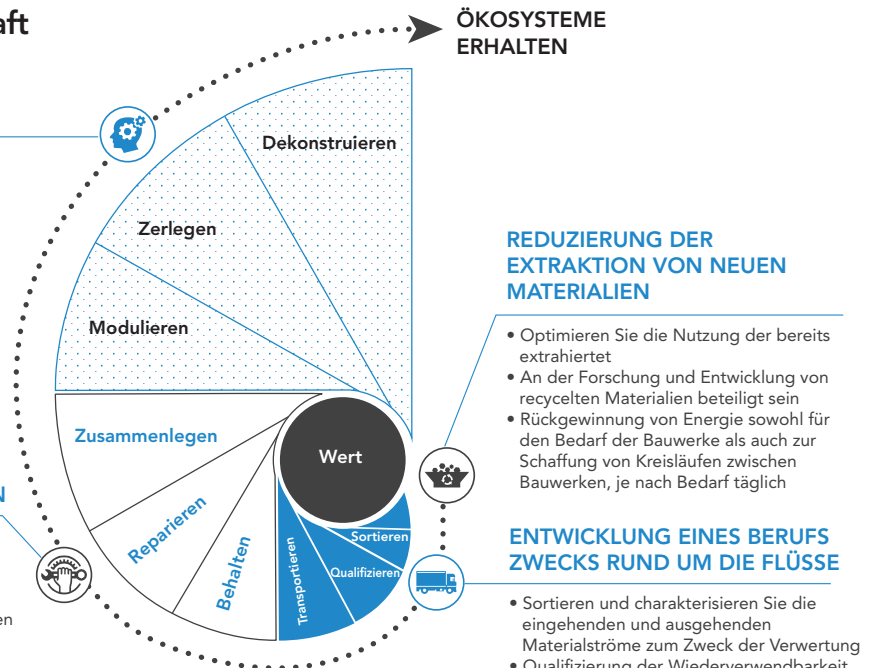 aft
ÖKOSYSTEME
ERHALTEN
Dekonstruieren
Zerlegen
Modulieren
Zusammenlegen
Reparieren
Behalten
Transportieren
Qualifizieren
Sortieren
Wert
N
en
REDUZIERUNG DER
EXTRAKTION VON NEUEN
MATERIALIEN
• Optimieren Sie die Nutzung der bereits
extrahiertet
• An der Forschung und Entwicklung von
recycelten Materialien beteiligt sein
• Rückgewinnung von Energie sowohl für
den Bedarf der Bauwerke als auch zur
Schaffung von Kreisläufen zwischen
Bauwerken, je nach Bedarf täglich
ENTWICKLUNG EINES BERUFS
ZWECKS RUND UM DIE FLÜSSE
• Sortieren und charakterisieren Sie die
eingehenden und ausgehenden
Materialströme zum Zweck der Verwertung
• Qualifizierung der Wiederverwendbarkeit